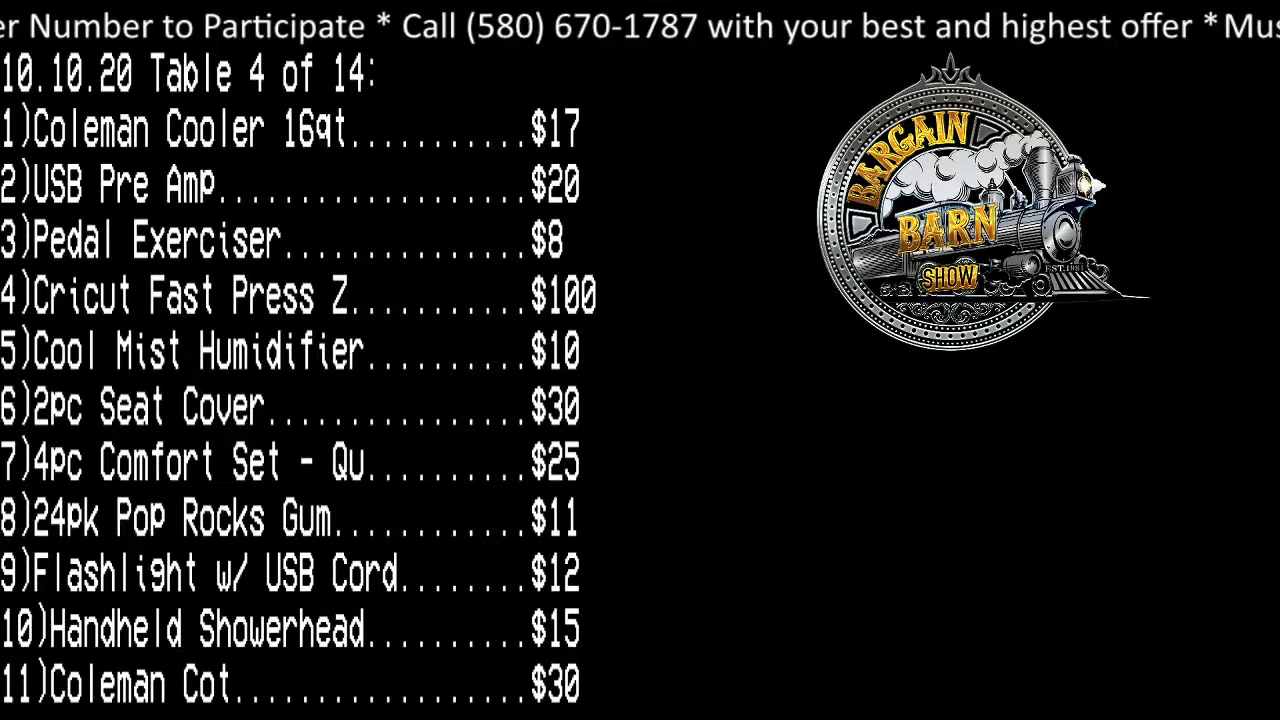 er Number to Participate * Call (580) 670-1787 with your best and highest offer * Mus
10.10.20 Table 4 of 14:
1)Coleman Cooler 16qt...........$17
2)USB Pre Amp...................$20
3)Pedal Exerciser...............$8
4)Cricut Fast Press Z...........$100
5)Cool Mist Humidifier..........$10
6)2pc Seat Cover................$30
7)4pc Comfort Set - Qu..........$25
8)24pk Pop Rocks Gum............$11
9)Flashlight w/ USB Cord........$12
10)Handheld Showerhead..........$15
11)Coleman Cot..................$30
BARGAIN
BARN
SHOW